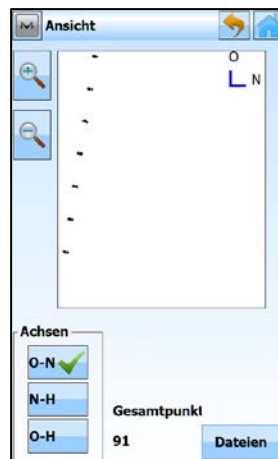 Ansicht
O
N
Achsen
O-N
N-H
O-H
Gesamtpunkt
91
Dateien